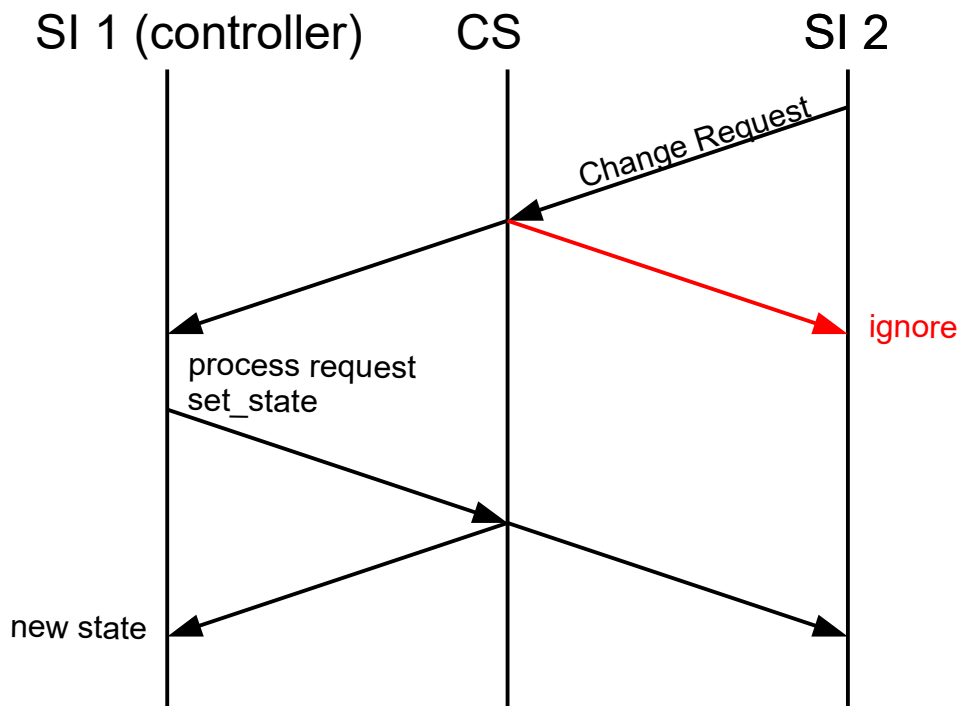 SI 1 (controller)
CS
SI 2
Change Request
ignore
process request
set_state
new state